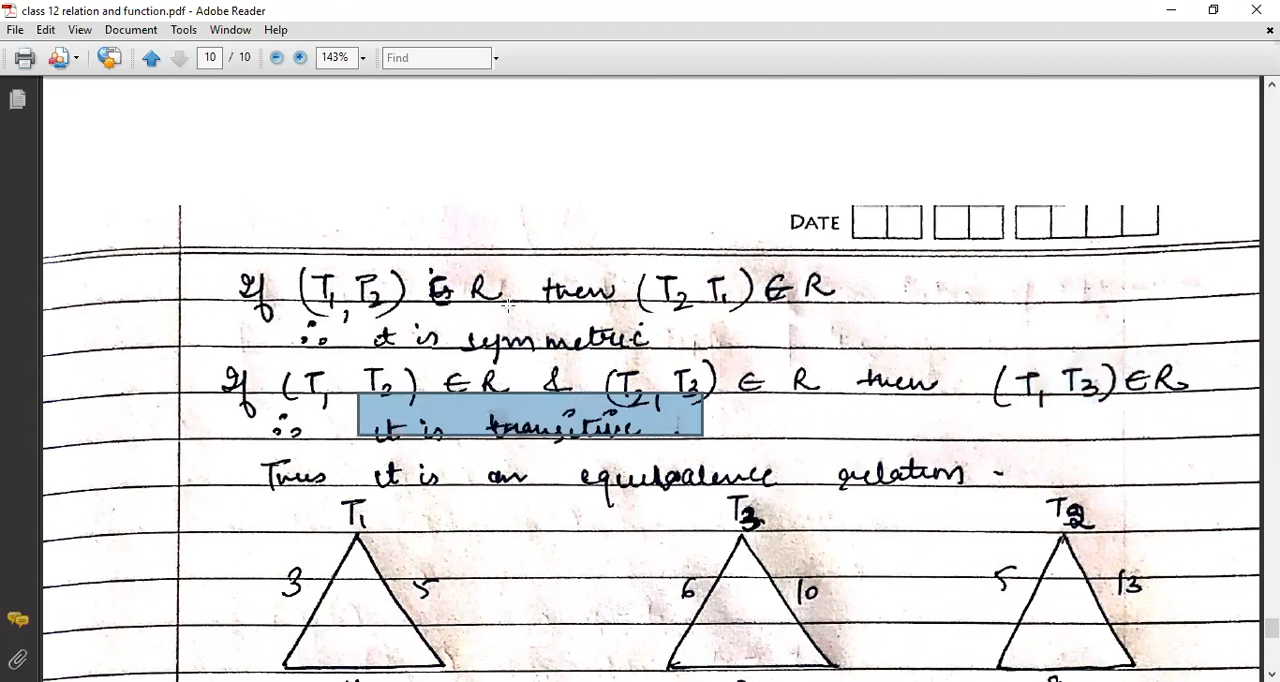 class 12 relation and function.pdf - Adobe Reader
File Edit View Document Tools Window Help
10 / 10 143% Find
DATE
If (T1, T2) ∈ R then (T2 T1) ∈ R
∴ it is symmetric
If (T1 T2) ∈ R & (T2, T3) ∈ R then (T1 T3) ∈ R.
∴ it is transitive.
Thus it is an equivalence relation.
T1 T3 T2
3 5 6 10 5 13